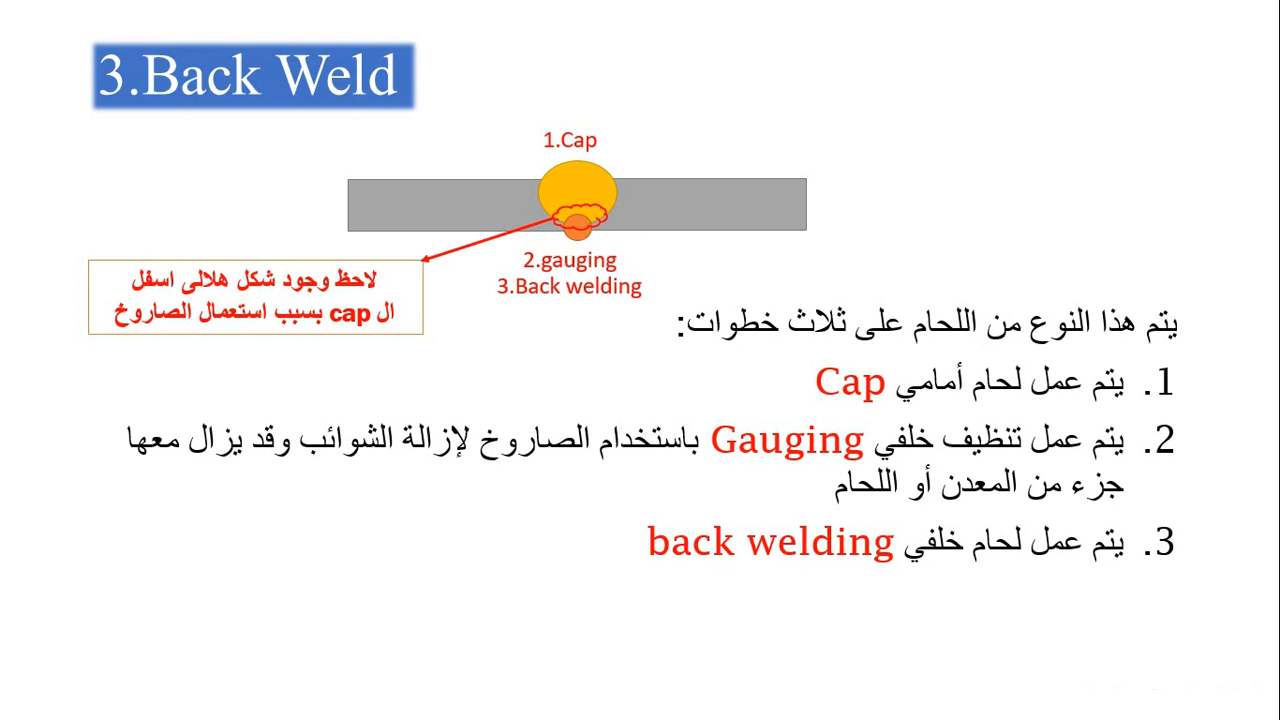 3.Back Weld
1.Cap
2.gauging
3.Back welding
لاحظ وجود شكل هلالى اسفل
ال cap بسبب استعمال الصاروخ
يتم هذا النوع من اللحام على ثلاث خطوات:
1. يتم عمل لحام أمامي Cap
2. يتم عمل تنظيف خلفي Gauging باستخدام الصاروخ لإزالة الشوائب وقد يزال معها
جزء من المعدن أو اللحام
3. يتم عمل لحام خلفي back welding